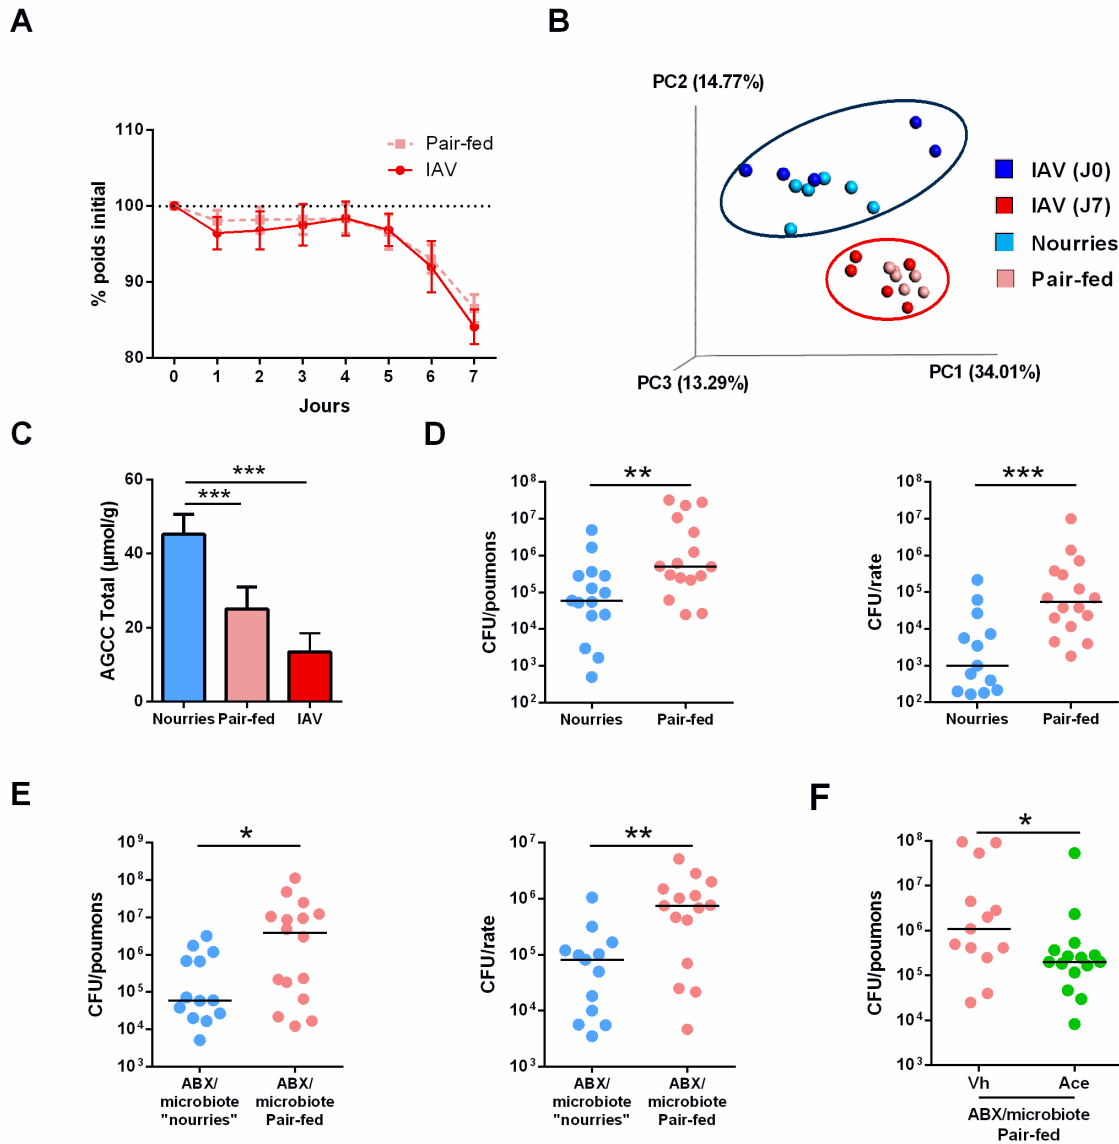 A
B
PC2 (14.77%)
110
100
90
80
% poids initial
Pair-fed
IAV
0 1 2 3 4 5 6 7
Jours
PC3 (13.29%)
PC1 (34.01%)
IAV (J0)
IAV (J7)
Nourries
Pair-fed
C
D
60
40
20
0
AGCC Total (µmol/g)
***
***
Nourries Pair-fed IAV
10⁸
10⁷
10⁶
10⁵
10⁴
10³
10²
CFU/poumons
**
Nourries Pair-fed
10⁸
10⁷
10⁶
10⁵
10⁴
10³
10²
CFU/rate
***
Nourries Pair-fed
E
F
10⁹
10⁸
10⁷
10⁶
10⁵
10⁴
10³
CFU/poumons
*
ABX/
microbiote
"nourries"
ABX/
microbiote
Pair-fed
10⁷
10⁶
10⁵
10⁴
10³
CFU/rate
**
ABX/
microbiote
"nourries"
ABX/
microbiote
Pair-fed
10⁸
10⁷
10⁶
10⁵
10⁴
10³
CFU/poumons
*
Vh Ace
ABX/microbiote
Pair-fed